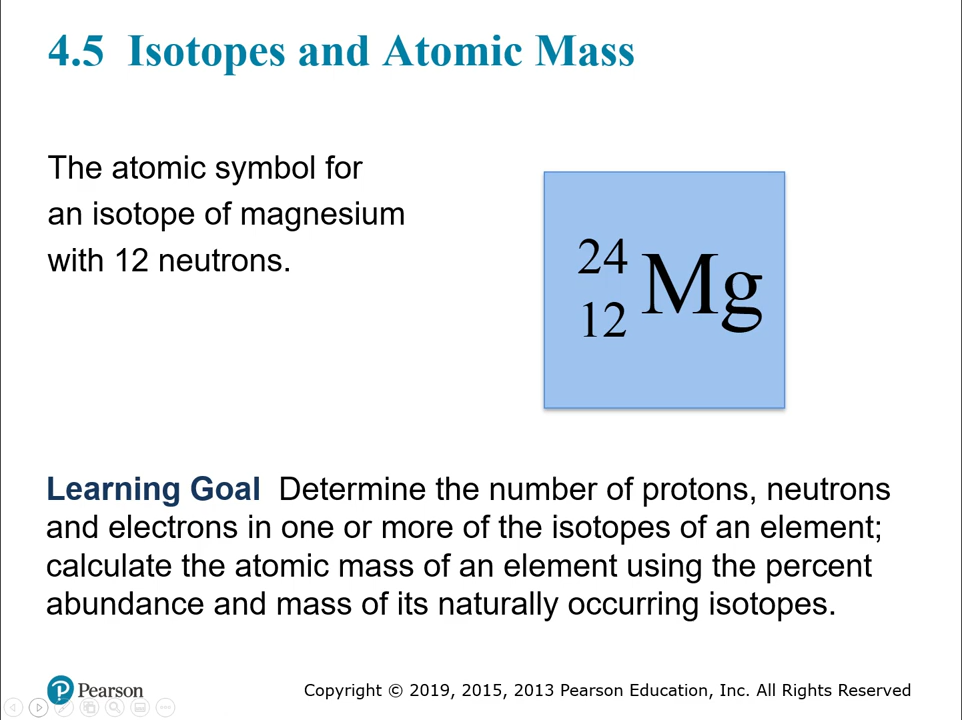 4.5 Isotopes and Atomic Mass
The atomic symbol for
an isotope of magnesium
with 12 neutrons.
24
12
Mg
Learning Goal Determine the number of protons, neutrons
and electrons in one or more of the isotopes of an element;
calculate the atomic mass of an element using the percent
abundance and mass of its naturally occurring isotopes.
P Pearson
Copyright © 2019, 2015, 2013 Pearson Education, Inc. All Rights Reserved